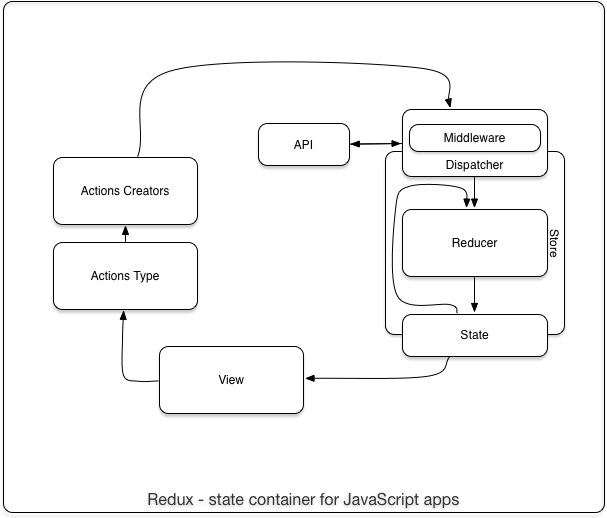 Middleware
API
Dispatcher
Actions Creators
Reducer
Store
Actions Type
State
View
Redux - state container for JavaScript apps